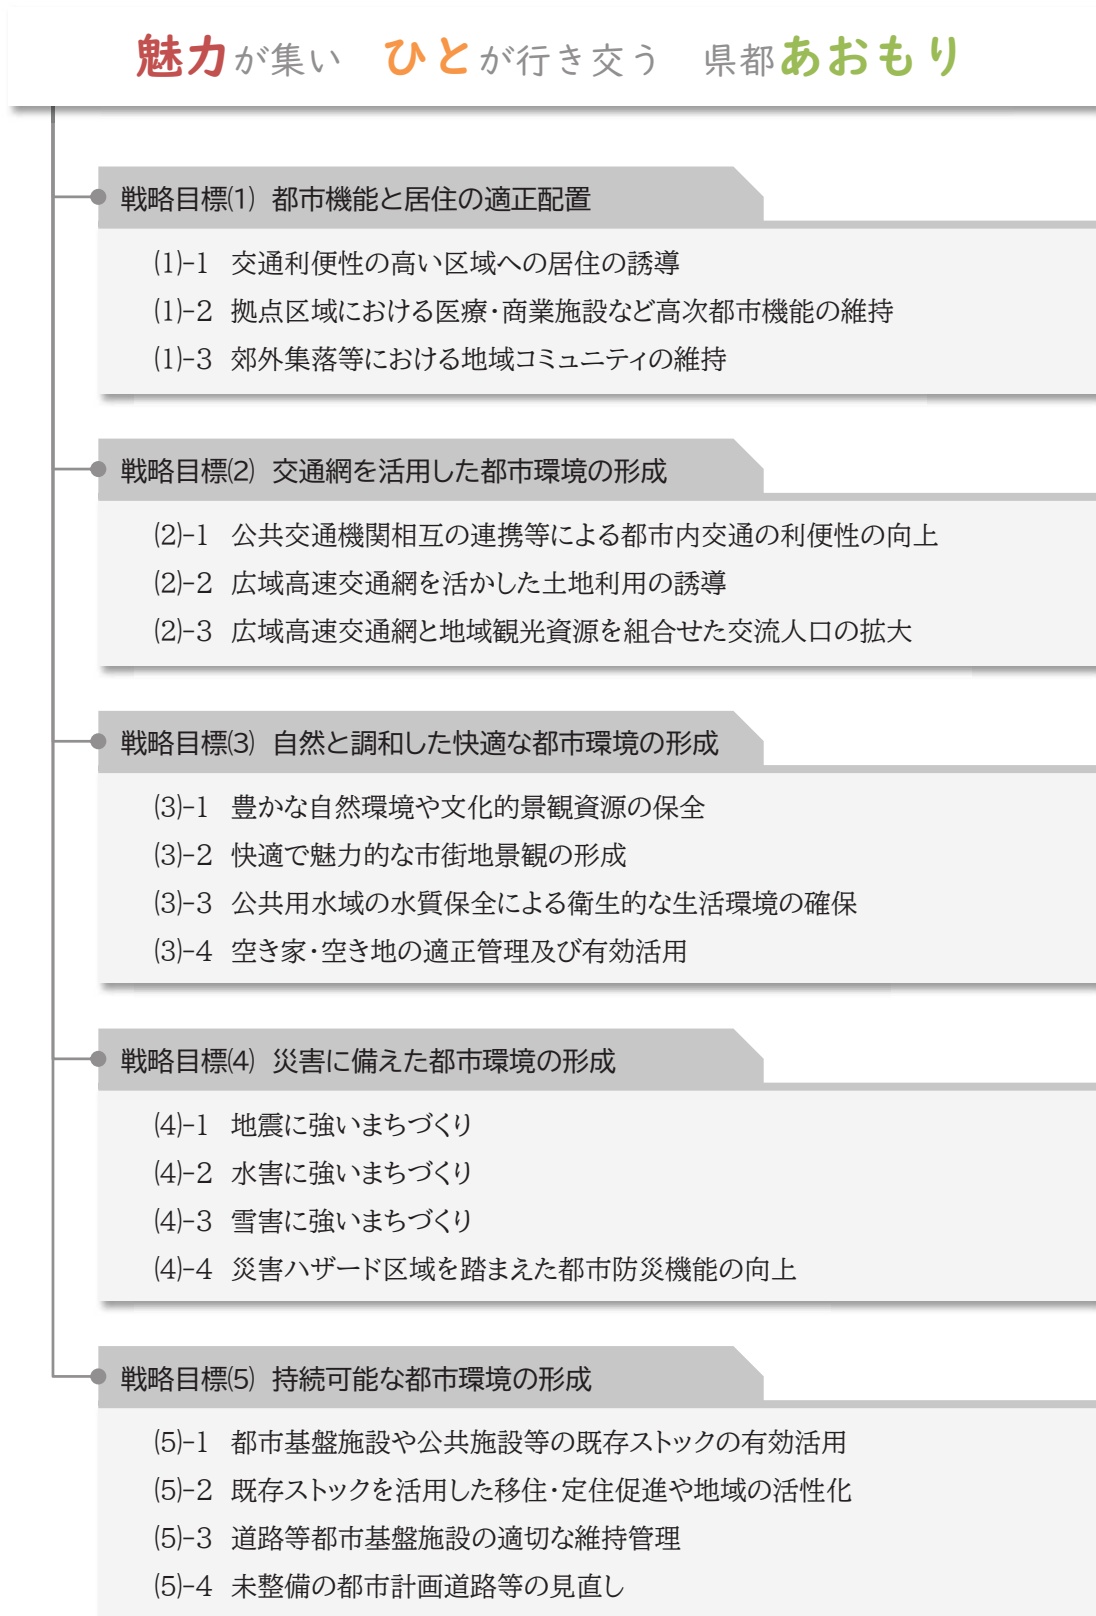 魅力が集い　ひとが行き交う　県都あおもり
戦略目標⑴ 都市機能と居住の適正配置
⑴-1 交通利便性の高い区域への居住の誘導
⑴-2 拠点区域における医療・商業施設など高次都市機能の維持
⑴-3 郊外集落等における地域コミュニティの維持
戦略目標⑵ 交通網を活用した都市環境の形成
⑵-1 公共交通機関相互の連携等による都市内交通の利便性の向上
⑵-2 広域高速交通網を活かした土地利用の誘導
⑵-3 広域高速交通網と地域観光資源を組合せた交流人口の拡大
戦略目標⑶ 自然と調和した快適な都市環境の形成
⑶-1 豊かな自然環境や文化的景観資源の保全
⑶-2 快適で魅力的な市街地景観の形成
⑶-3 公共用水域の水質保全による衛生的な生活環境の確保
⑶-4 空き家・空き地の適正管理及び有効活用
戦略目標⑷ 災害に備えた都市環境の形成
⑷-1 地震に強いまちづくり
⑷-2 水害に強いまちづくり
⑷-3 雪害に強いまちづくり
⑷-4 災害ハザード区域を踏まえた都市防災機能の向上
戦略目標⑸ 持続可能な都市環境の形成
⑸-1 都市基盤施設や公共施設等の既存ストックの有効活用
⑸-2 既存ストックを活用した移住・定住促進や地域の活性化
⑸-3 道路等都市基盤施設の適切な維持管理
⑸-4 未整備の都市計画道路等の見直し